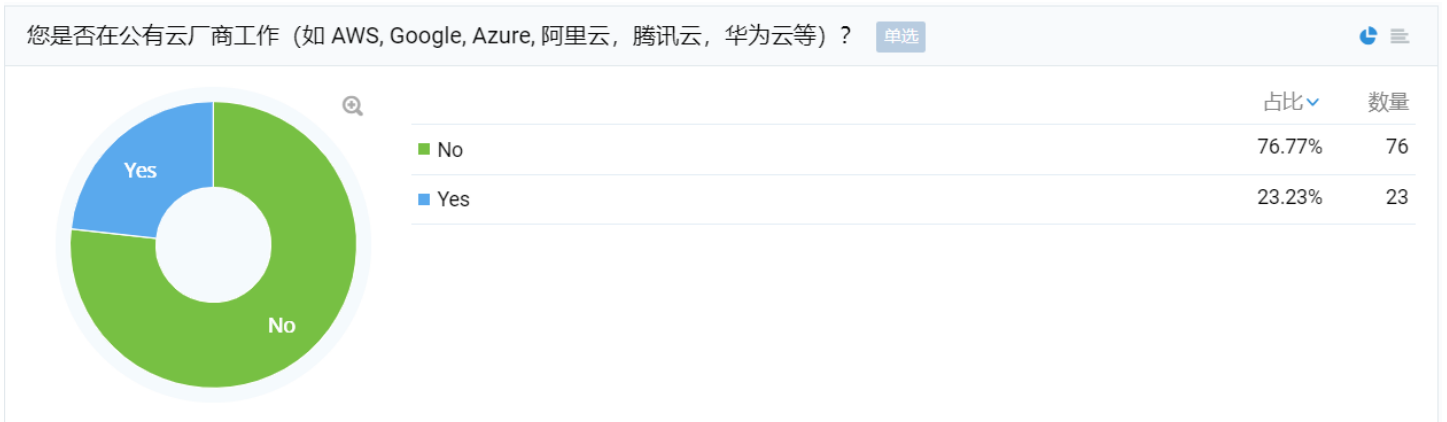 您是否在公有云厂商工作（如 AWS, Google, Azure, 阿里云，腾讯云，华为云等）？ 单选
占比 数量
No 76.77% 76
Yes 23.23% 23
Yes
No